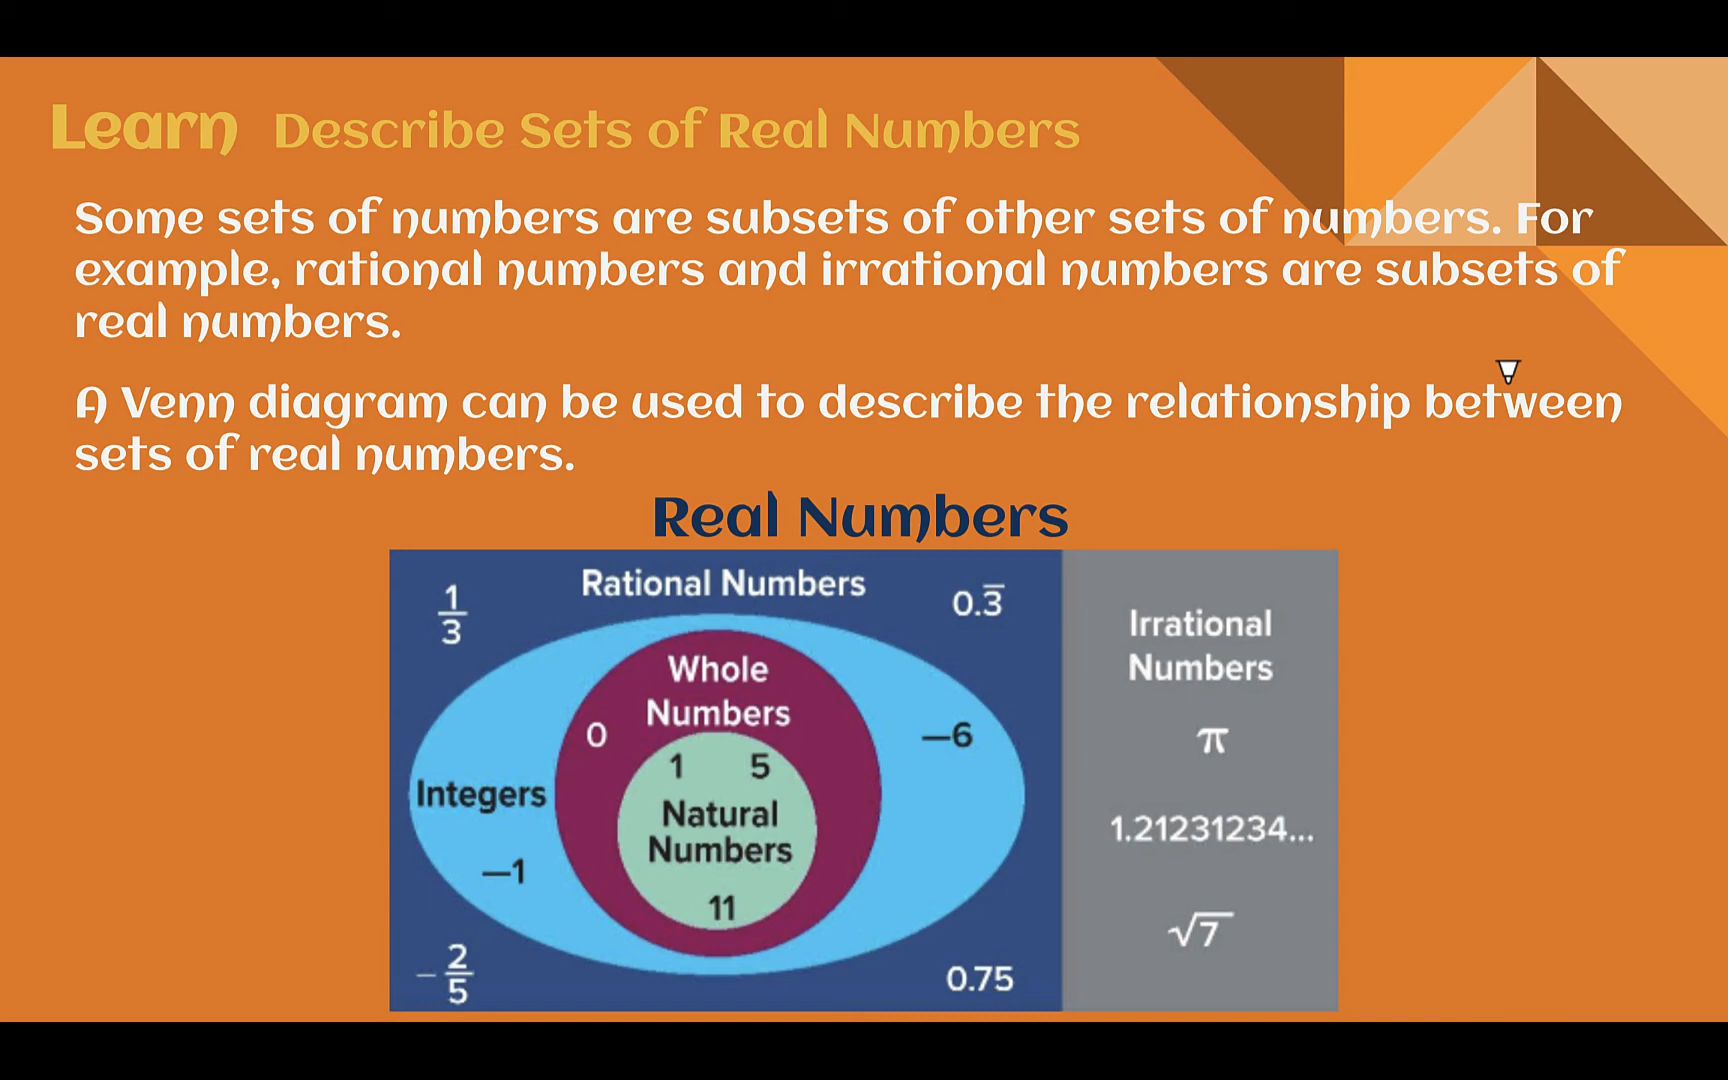 Learn Describe Sets of Real Numbers
Some sets of numbers are subsets of other sets of numbers. For
example, rational numbers and irrational numbers are subsets of
real numbers.
A Venn diagram can be used to describe the relationship between
sets of real numbers.
Real Numbers
Rational Numbers
1/3
0.3̅
Whole
Numbers
0
1 5
Natural
Numbers
11
Integers
−1
−6
−2/5
0.75
Irrational
Numbers
π
1.21231234...
√7